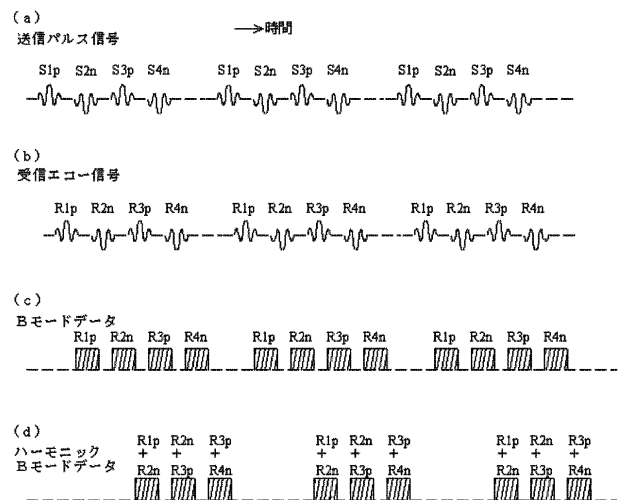 (a)
送信パルス信号
→時間
S1p S2n S3p S4n S1p S2n S3p S4n S1p S2n S3p S4n
(b)
受信エコー信号
R1p R2n R3p R4n R1p R2n R3p R4n R1p R2n R3p R4n
(c)
Bモードデータ
R1p R2n R3p R4n R1p R2n R3p R4n R1p R2n R3p R4n
(d)
ハーモニック
Bモードデータ
R1p R2n R3p R1p R2n R3p R1p R2n R3p
+ + + + + + + + +
R2n R3p R4n R2n R3p R4n R2n R3p R4n